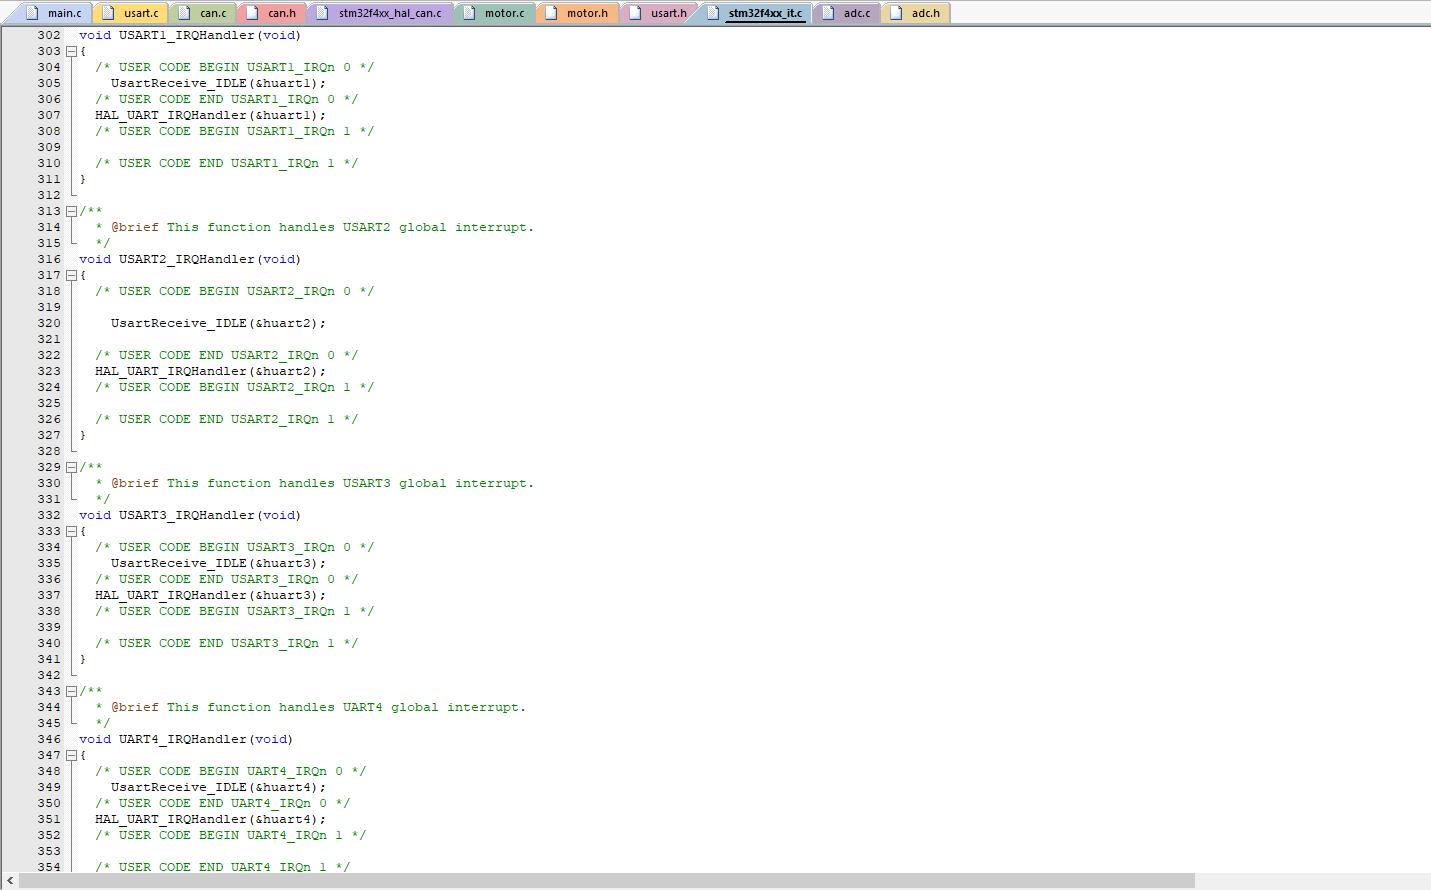 main.c usart.c can.c can.h stm32f4xx_hal_can.c motor.c motor.h usart.h stm32f4xx_it.c adc.c adc.h
302 void USART1_IRQHandler(void)
303 {
304 /* USER CODE BEGIN USART1_IRQn 0 */
305 UsartReceive_IDLE(&huart1);
306 /* USER CODE END USART1_IRQn 0 */
307 HAL_UART_IRQHandler(&huart1);
308 /* USER CODE BEGIN USART1_IRQn 1 */
309
310 /* USER CODE END USART1_IRQn 1 */
311 }
312
313 /**
314 * @brief This function handles USART2 global interrupt.
315 */
316 void USART2_IRQHandler(void)
317 {
318 /* USER CODE BEGIN USART2_IRQn 0 */
319
320 UsartReceive_IDLE(&huart2);
321
322 /* USER CODE END USART2_IRQn 0 */
323 HAL_UART_IRQHandler(&huart2);
324 /* USER CODE BEGIN USART2_IRQn 1 */
325
326 /* USER CODE END USART2_IRQn 1 */
327 }
328
329 /**
330 * @brief This function handles USART3 global interrupt.
331 */
332 void USART3_IRQHandler(void)
333 {
334 /* USER CODE BEGIN USART3_IRQn 0 */
335 UsartReceive_IDLE(&huart3);
336 /* USER CODE END USART3_IRQn 0 */
337 HAL_UART_IRQHandler(&huart3);
338 /* USER CODE BEGIN USART3_IRQn 1 */
339
340 /* USER CODE END USART3_IRQn 1 */
341 }
342
343 /**
344 * @brief This function handles UART4 global interrupt.
345 */
346 void UART4_IRQHandler(void)
347 {
348 /* USER CODE BEGIN UART4_IRQn 0 */
349 UsartReceive_IDLE(&huart4);
350 /* USER CODE END UART4_IRQn 0 */
351 HAL_UART_IRQHandler(&huart4);
352 /* USER CODE BEGIN UART4_IRQn 1 */
353
354 /* USER CODE END UART4 IRQn 1 */